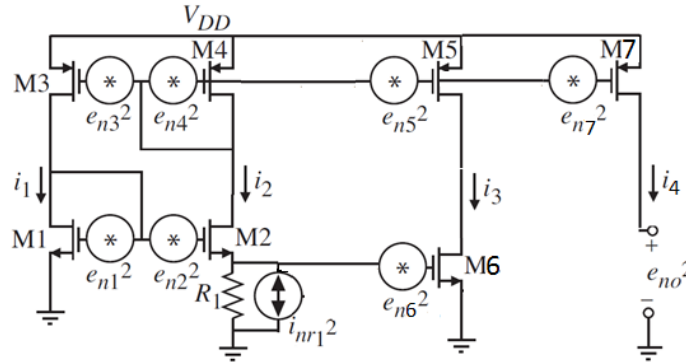 V_DD
M3
M4
M5
M7
* * * *
e_n3^2
e_n4^2
e_n5^2
e_n7^2
i_1
i_2
i_3
i_4
M1
* *
M2
e_n1^2
e_n2^2
R_1
i_nr1^2
*
M6
e_n6^2
+
e_no^2
−